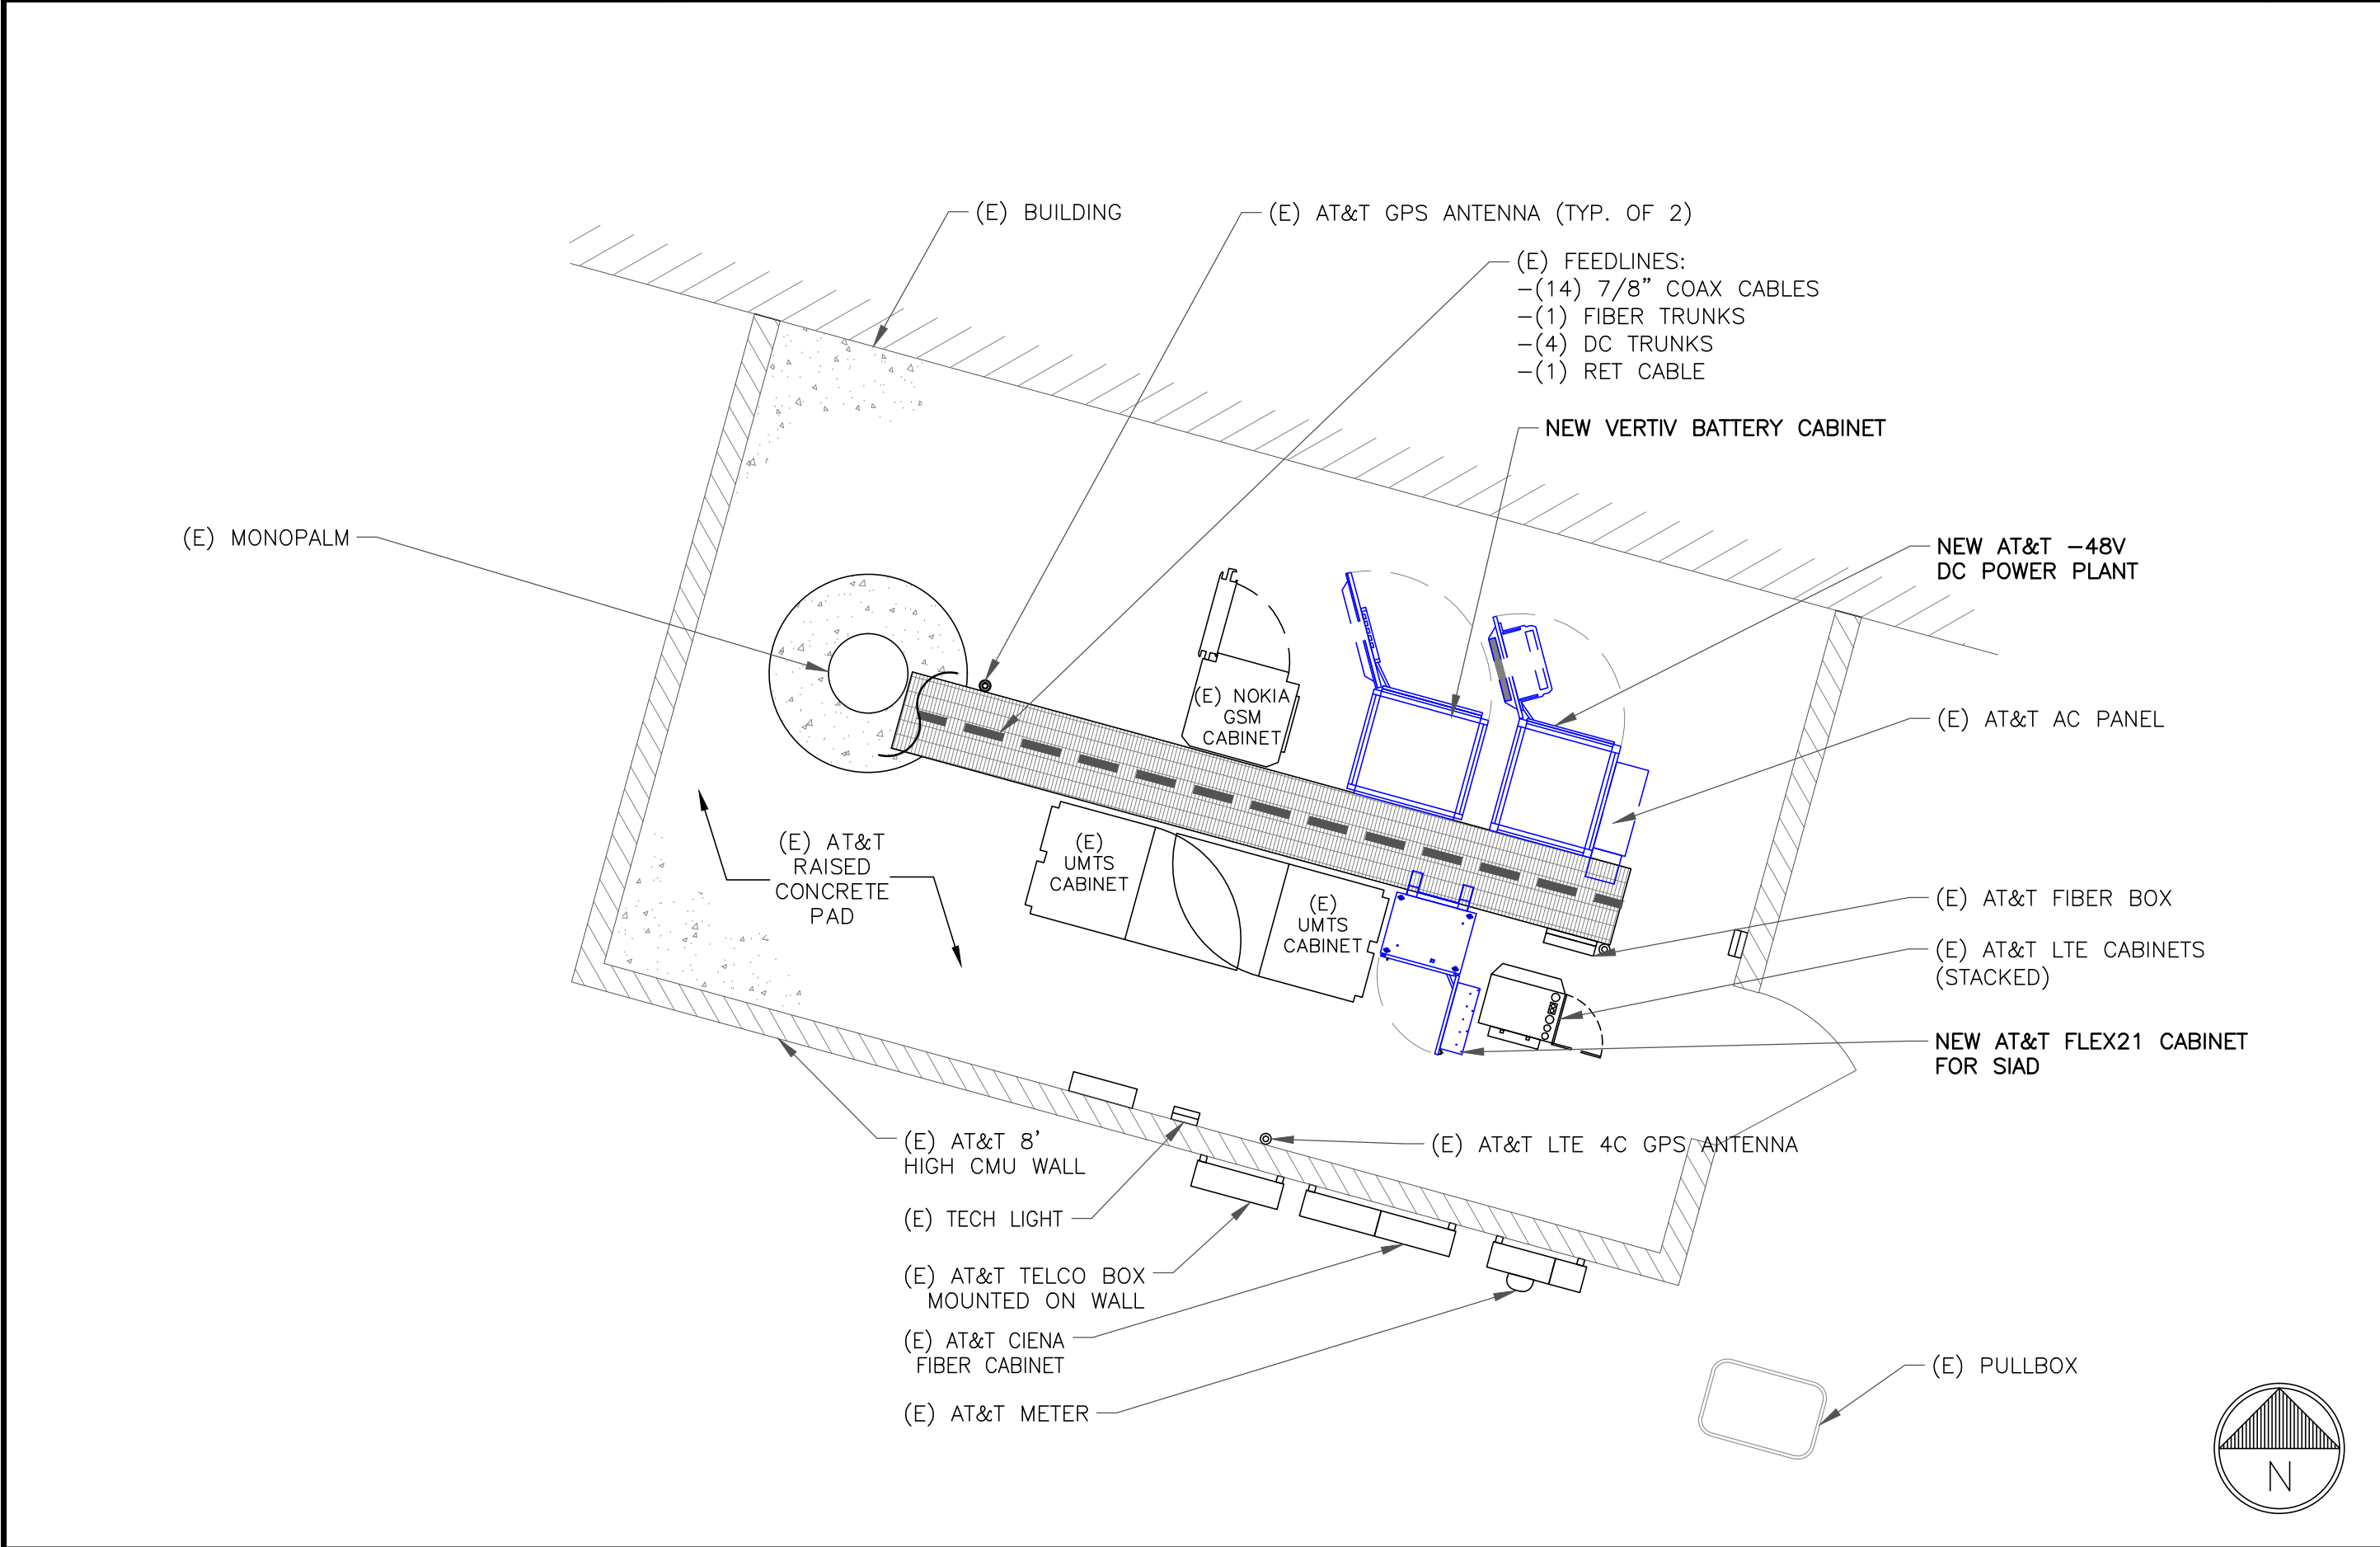 (E) BUILDING
(E) AT&T GPS ANTENNA (TYP. OF 2)
(E) FEEDLINES:
-(14) 7/8" COAX CABLES
-(1) FIBER TRUNKS
-(4) DC TRUNKS
-(1) RET CABLE
NEW VERTIV BATTERY CABINET
(E) MONOPALM
NEW AT&T -48V
DC POWER PLANT
(E) NOKIA
GSM
CABINET
(E) AT&T AC PANEL
(E) AT&T
RAISED
CONCRETE
PAD
(E)
UMTS
CABINET
(E)
UMTS
CABINET
(E) AT&T FIBER BOX
(E) AT&T LTE CABINETS
(STACKED)
NEW AT&T FLEX21 CABINET
FOR SIAD
(E) AT&T 8'
HIGH CMU WALL
(E) AT&T LTE 4C GPS ANTENNA
(E) TECH LIGHT
(E) AT&T TELCO BOX
MOUNTED ON WALL
(E) AT&T CIENA
FIBER CABINET
(E) AT&T METER
(E) PULLBOX
N